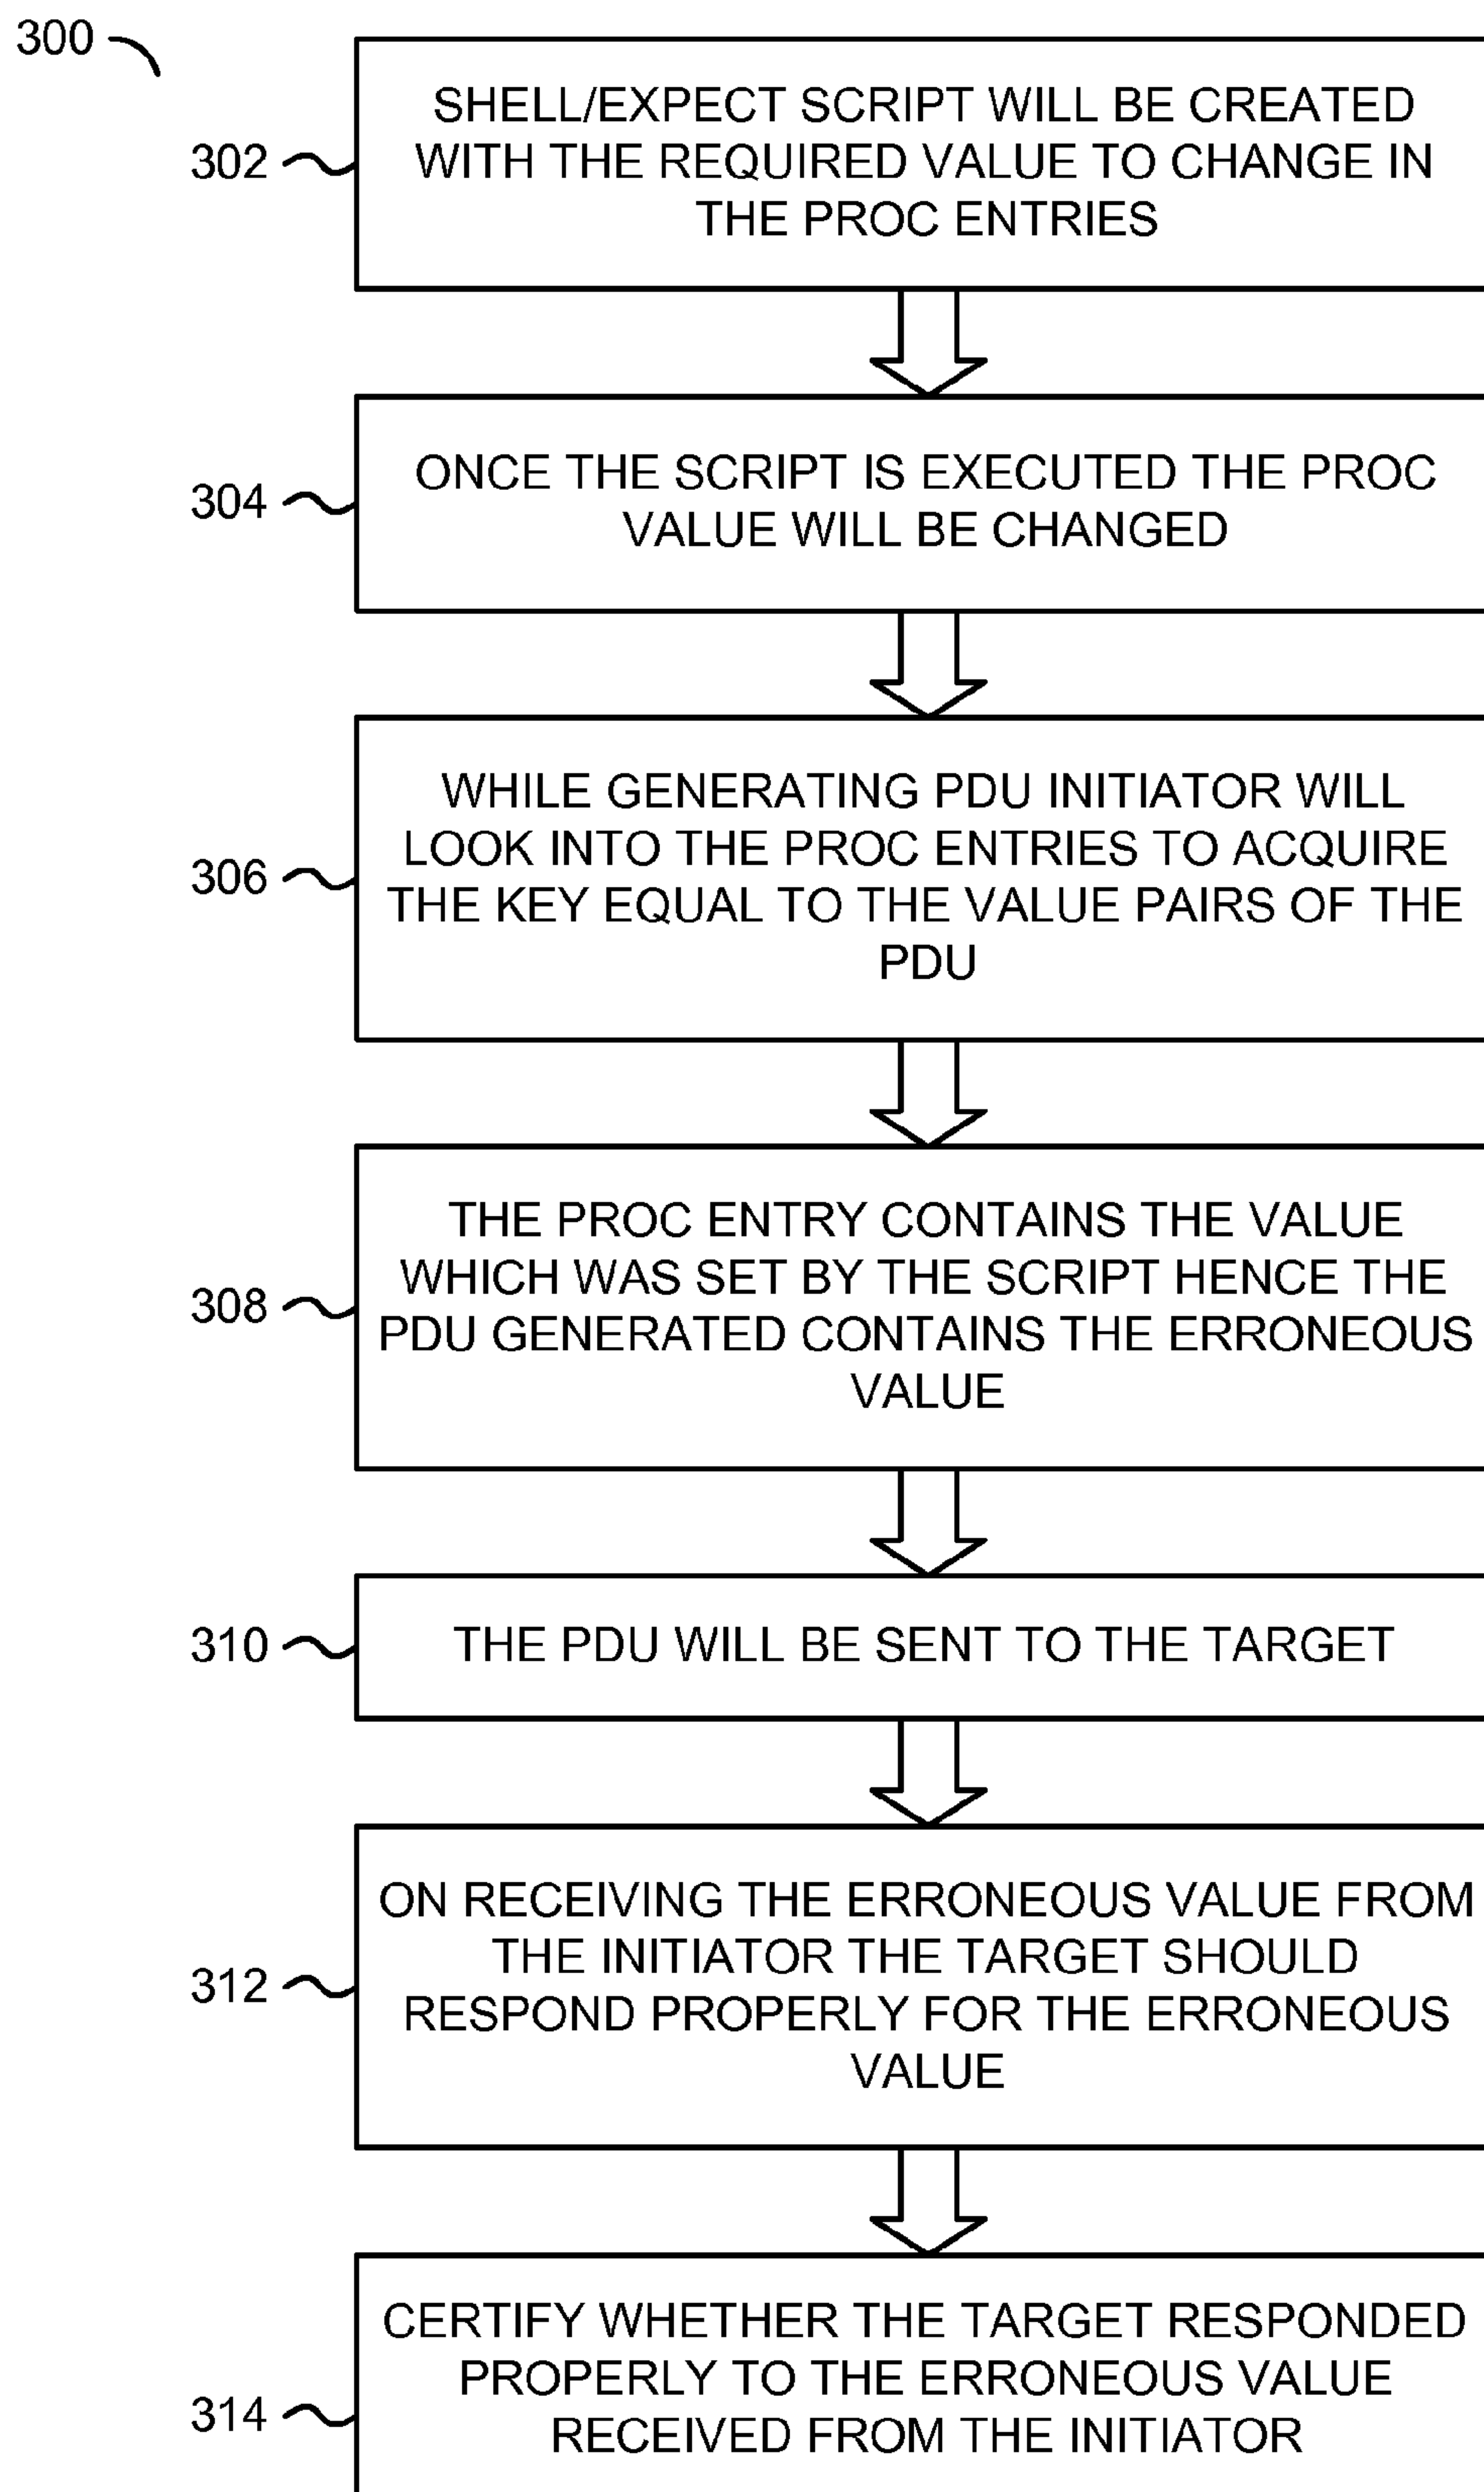 300
302
SHELL/EXPECT SCRIPT WILL BE CREATED
WITH THE REQUIRED VALUE TO CHANGE IN
THE PROC ENTRIES
304
ONCE THE SCRIPT IS EXECUTED THE PROC
VALUE WILL BE CHANGED
306
WHILE GENERATING PDU INITIATOR WILL
LOOK INTO THE PROC ENTRIES TO ACQUIRE
THE KEY EQUAL TO THE VALUE PAIRS OF THE
PDU
308
THE PROC ENTRY CONTAINS THE VALUE
WHICH WAS SET BY THE SCRIPT HENCE THE
PDU GENERATED CONTAINS THE ERRONEOUS
VALUE
310
THE PDU WILL BE SENT TO THE TARGET
312
ON RECEIVING THE ERRONEOUS VALUE FROM
THE INITIATOR THE TARGET SHOULD
RESPOND PROPERLY FOR THE ERRONEOUS
VALUE
314
CERTIFY WHETHER THE TARGET RESPONDED
PROPERLY TO THE ERRONEOUS VALUE
RECEIVED FROM THE INITIATOR